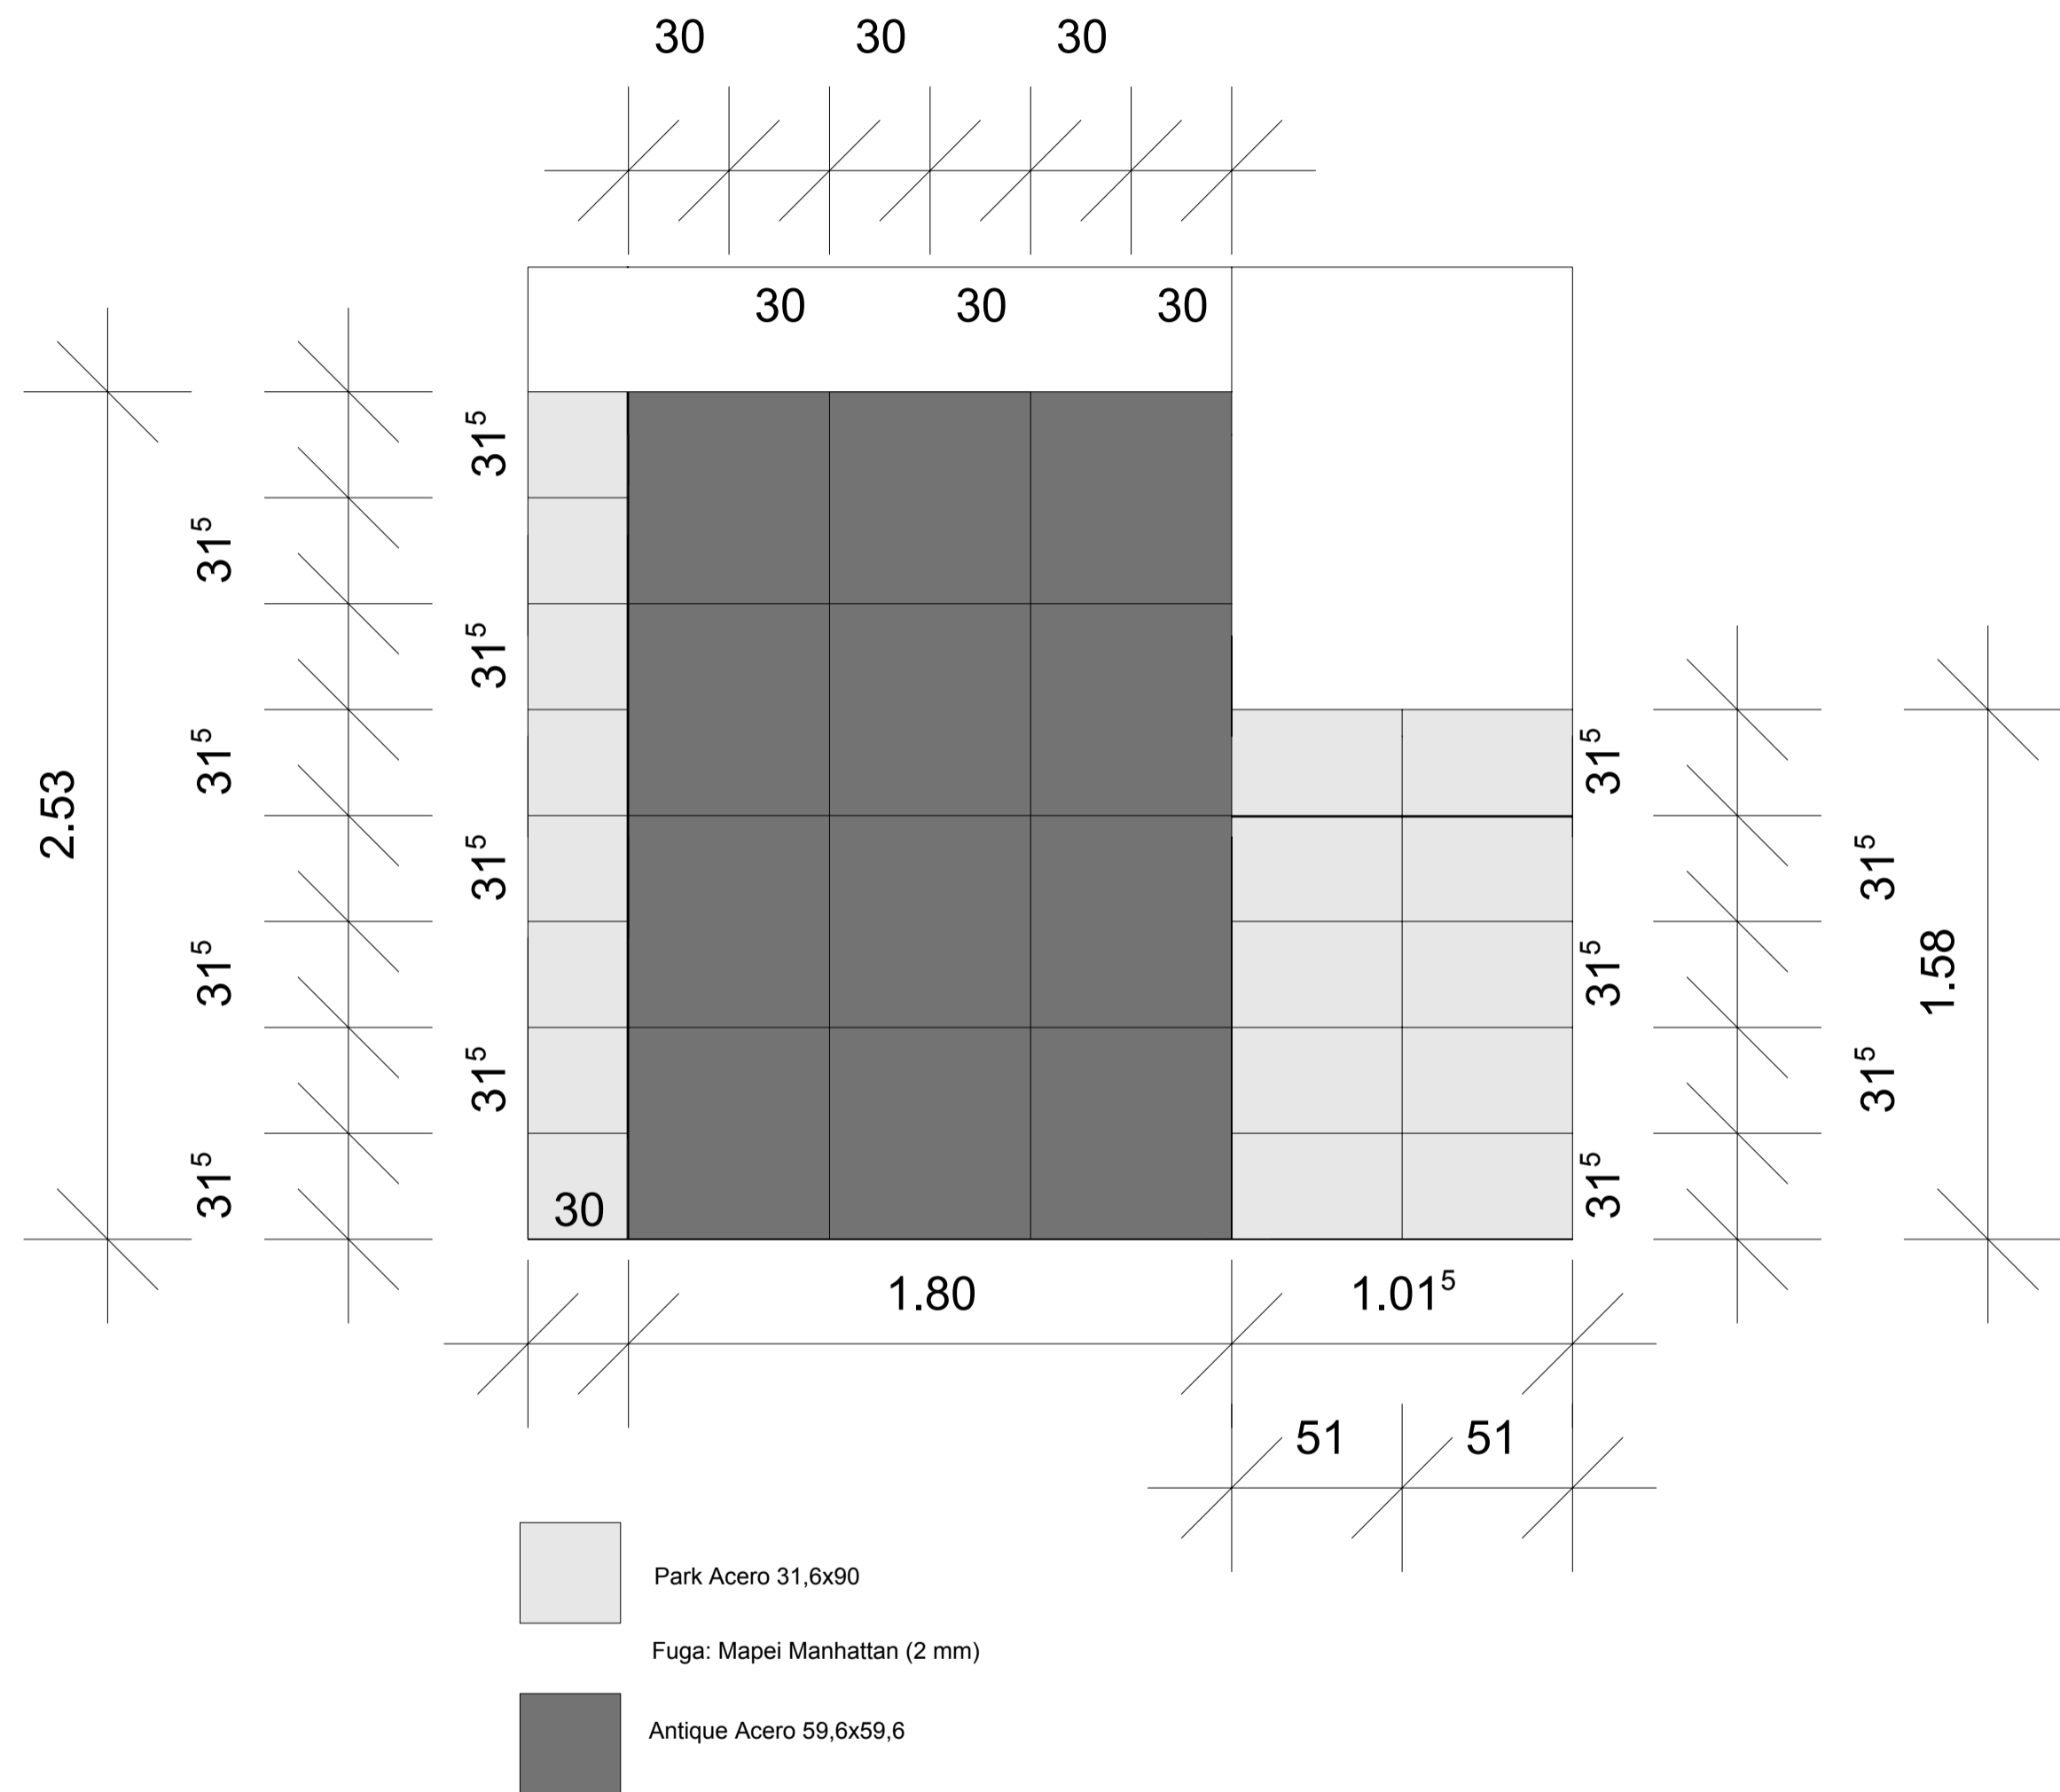 30 30 30
30 30 30
31⁵
31⁵
31⁵
31⁵ 31⁵
2.53
31⁵ 31⁵
31⁵ 31⁵
1.58
31⁵ 31⁵
31⁵ 31⁵
30
1.80 1.01⁵
51 51
Park Acero 31,6x90
Fuga: Mapei Manhattan (2 mm)
Antique Acero 59,6x59,6